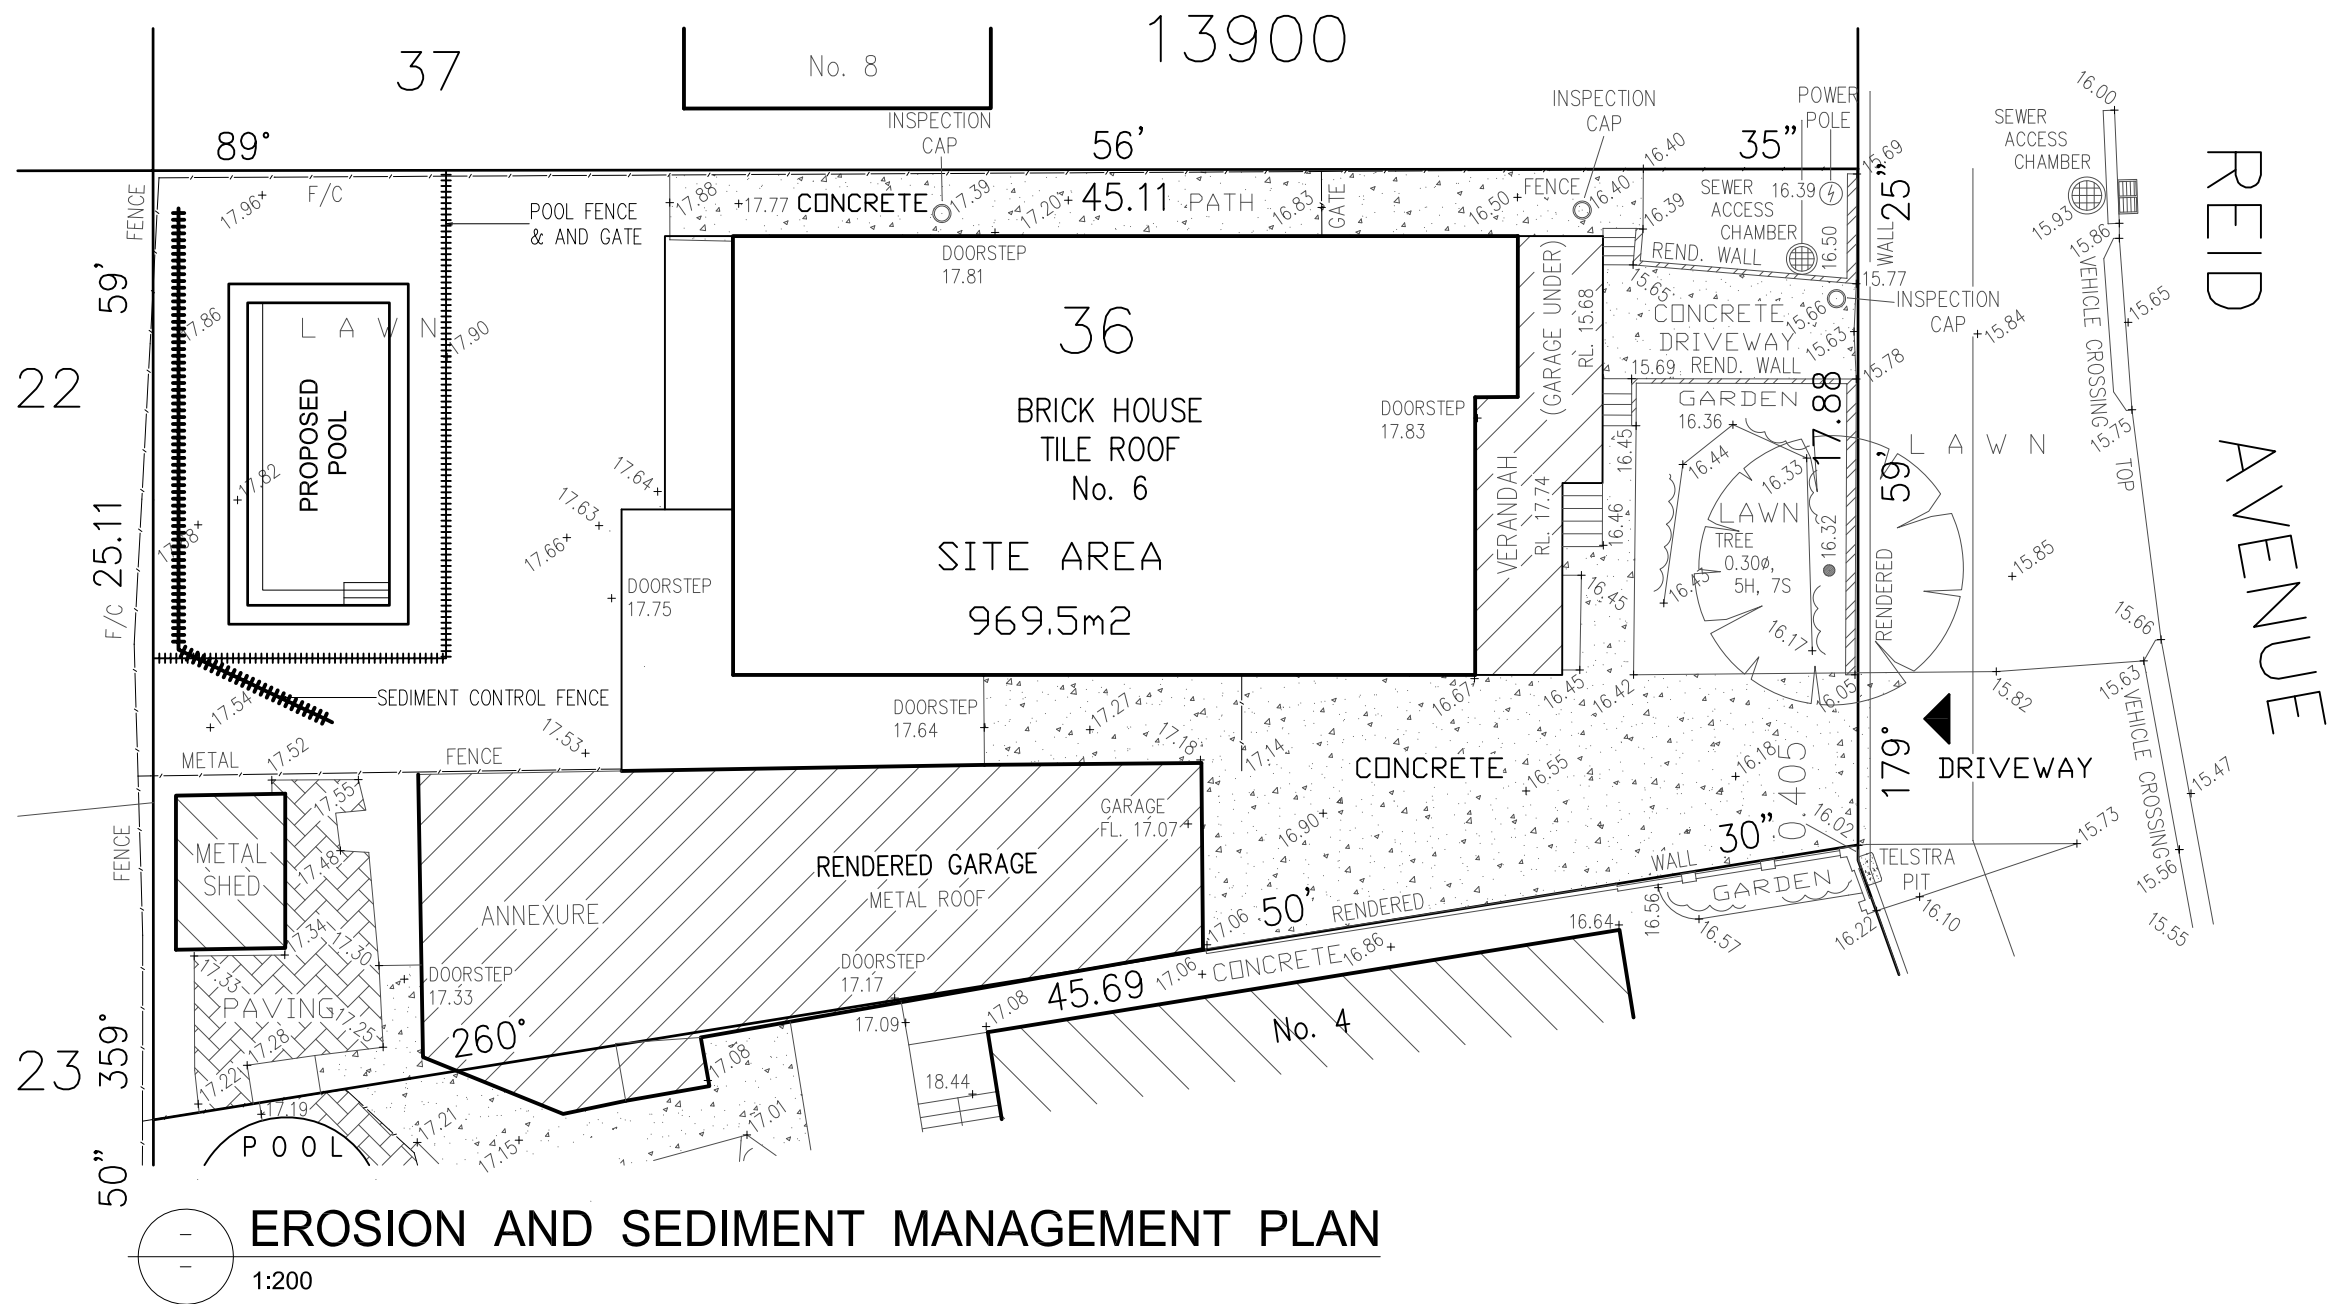 37
No. 8
13900
INSPECTION
CAP
INSPECTION
CAP
POWER
POLE
16.00
SEWER
ACCESS
CHAMBER
89°
56'
35"
16.40
15.69
25"
FENCE
17.96
F/C
POOL FENCE
& AND GATE
17.88
17.77
CONCRETE
17.39
17.20
45.11
PATH
16.83
GATE
16.50
FENCE
16.40
16.39
SEWER
ACCESS
CHAMBER
16.39
16.50
REND. WALL
WALL
15.93
15.86
REID AVENUE
DOORSTEP
17.81
59'
17.86
LAWN
17.90
PROPOSED
POOL
36
BRICK HOUSE
TILE ROOF
No. 6
SITE AREA
969.5m2
DOORSTEP
17.83
(GARAGE UNDER)
RL. 15.68
VERANDAH
RL. 17.74
15.65
CONCRETE
DRIVEWAY
15.66
15.63
15.77
INSPECTION
CAP
15.84
15.65
VEHICLE CROSSING
15.69
REND. WALL
15.78
17.88
GARDEN
16.36
16.44
16.33
16.45
16.46
LAWN
TREE
0.30ø,
5H, 7S
16.32
16.43
16.17
16.45
59'
LAWN
15.75
TOP
15.85
RENDERED
15.66
22
17.82
25.11
F/C
17.64
17.63
17.66
DOORSTEP
17.75
SEDIMENT CONTROL FENCE
17.54
17.52
17.53
METAL
FENCE
DOORSTEP
17.64
17.27
17.18
17.14
16.67
16.45
16.42
16.05
15.82
15.63
VEHICLE CROSSING
CONCRETE
16.55
16.18
0.405
179°
DRIVEWAY
15.47
16.90
16.02
15.73
15.56
15.55
FENCE
METAL
SHED
17.55
17.48
17.34
17.30
17.33
PAVING
17.25
17.28
17.22
17.19
ANNEXURE
RENDERED GARAGE
METAL ROOF
GARAGE
FL. 17.07
DOORSTEP
17.33
DOORSTEP
17.17
17.09
17.06
50'
RENDERED
WALL
30"
GARDEN
TELSTRA
PIT
16.10
16.22
16.56
16.57
16.64
16.86
CONCRETE
17.06
45.69
17.08
No. 4
23
359°
50"
260°
17.08
18.44
17.01
17.21
17.15
POOL
EROSION AND SEDIMENT MANAGEMENT PLAN
1:200